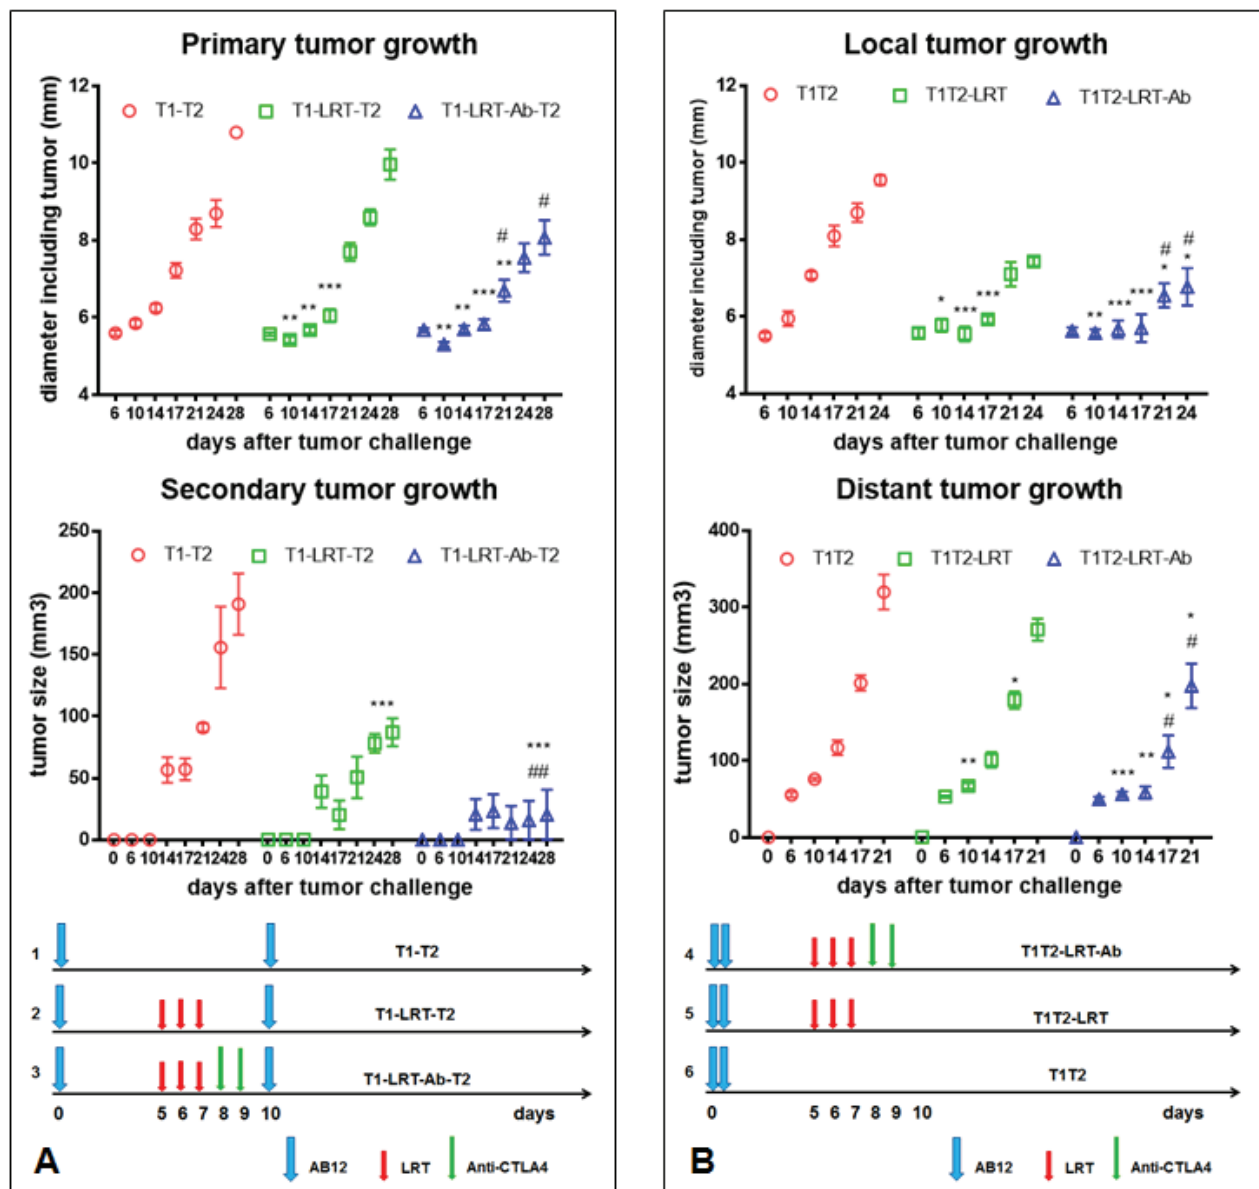 Primary tumor growth
12
T1-T2
T1-LRT-T2
T1-LRT-Ab-T2
10
8
6
4
diameter including tumor (mm)
** ** ***
** ** *** ** # #
6 10 14 17 21 24 28 6 10 14 17 21 24 28 6 10 14 17 21 24 28
days after tumor challenge
Secondary tumor growth
250
T1-T2
T1-LRT-T2
T1-LRT-Ab-T2
200
150
100
50
0
tumor size (mm3)
***
***
##
0 6 10 14 17 21 24 28 0 6 10 14 17 21 24 28 0 6 10 14 17 21 24 28
days after tumor challenge
1
T1-T2
2
T1-LRT-T2
3
T1-LRT-Ab-T2
0 5 6 7 8 9 10 days
A
AB12
LRT
Anti-CTLA4
Local tumor growth
12
T1T2
T1T2-LRT
T1T2-LRT-Ab
10
8
6
4
diameter including tumor (mm)
* *** ***
** *** *** # * # *
6 10 14 17 21 24 6 10 14 17 21 24 6 10 14 17 21 24
days after tumor challenge
Distant tumor growth
400
T1T2
T1T2-LRT
T1T2-LRT-Ab
300
200
100
0
tumor size (mm3)
** *
*** ** * # * #
0 6 10 14 17 21 0 6 10 14 17 21 0 6 10 14 17 21
days after tumor challenge
4
T1T2-LRT-Ab
5
T1T2-LRT
6
T1T2
0 5 6 7 8 9 10 days
B
AB12
LRT
Anti-CTLA4